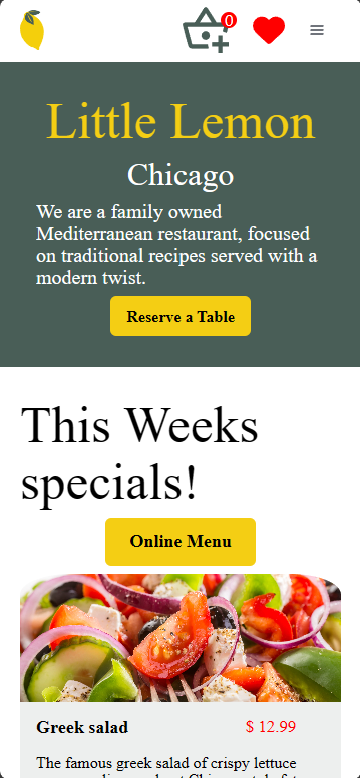 0
Little Lemon
Chicago
We are a family owned
Mediterranean restaurant, focused
on traditional recipes served with a
modern twist.
Reserve a Table
This Weeks
specials!
Online Menu
Greek salad $ 12.99
The famous greek salad of crispy lettuce